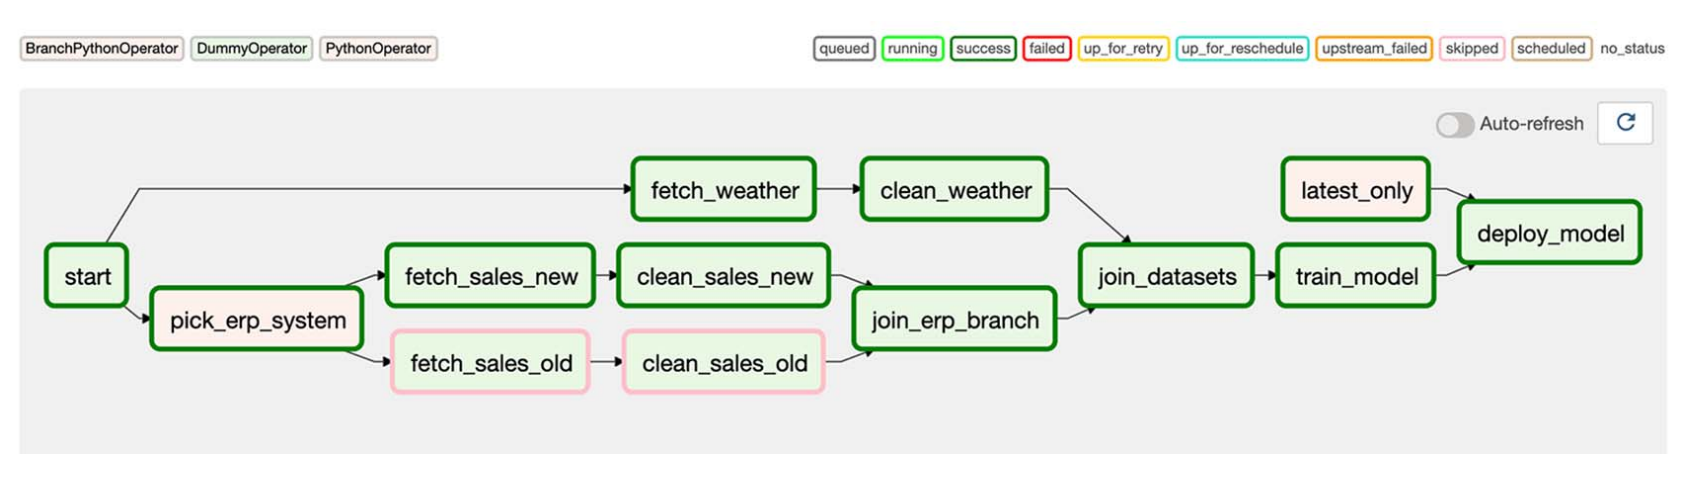 BranchPythonOperator DummyOperator PythonOperator queued running success failed up_for_retry up_for_reschedule upstream_failed skipped scheduled no_status
Auto-refresh
fetch_weather clean_weather latest_only
deploy_model
start fetch_sales_new clean_sales_new join_datasets train_model
pick_erp_system join_erp_branch
fetch_sales_old clean_sales_old